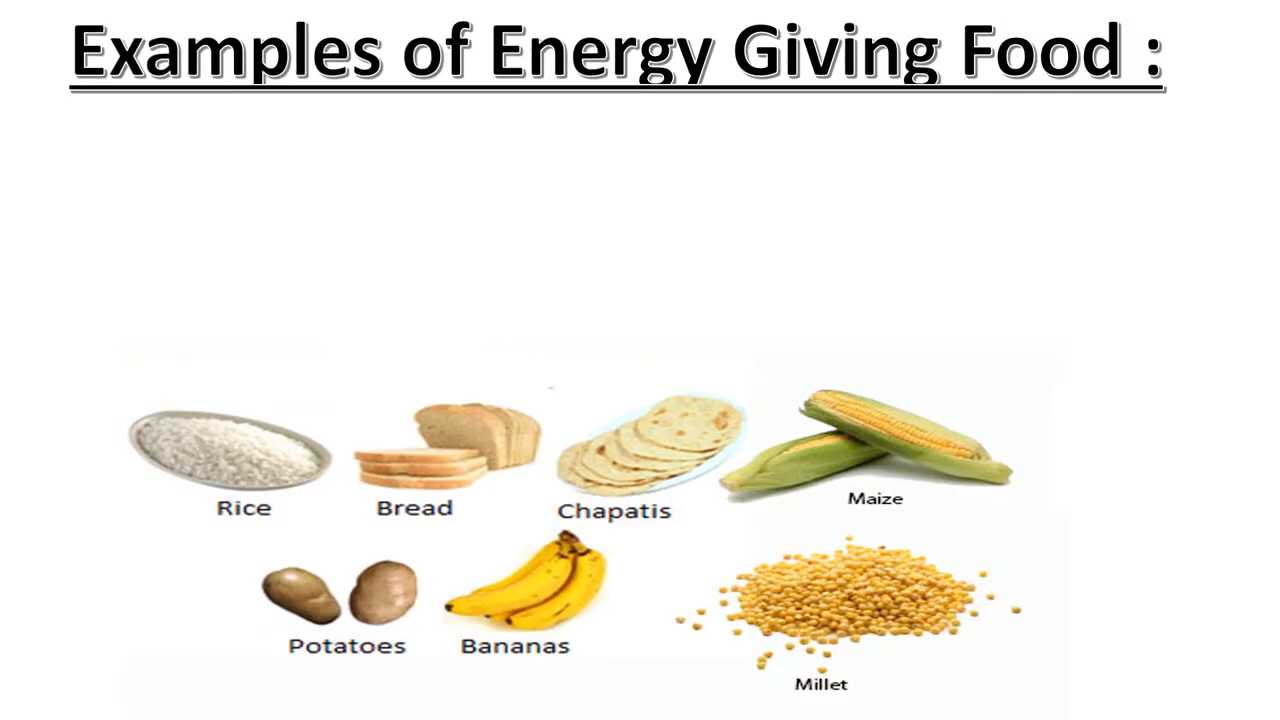 Examples of Energy Giving Food :
Rice
Bread
Chapatis
Maize
Potatoes
Bananas
Millet